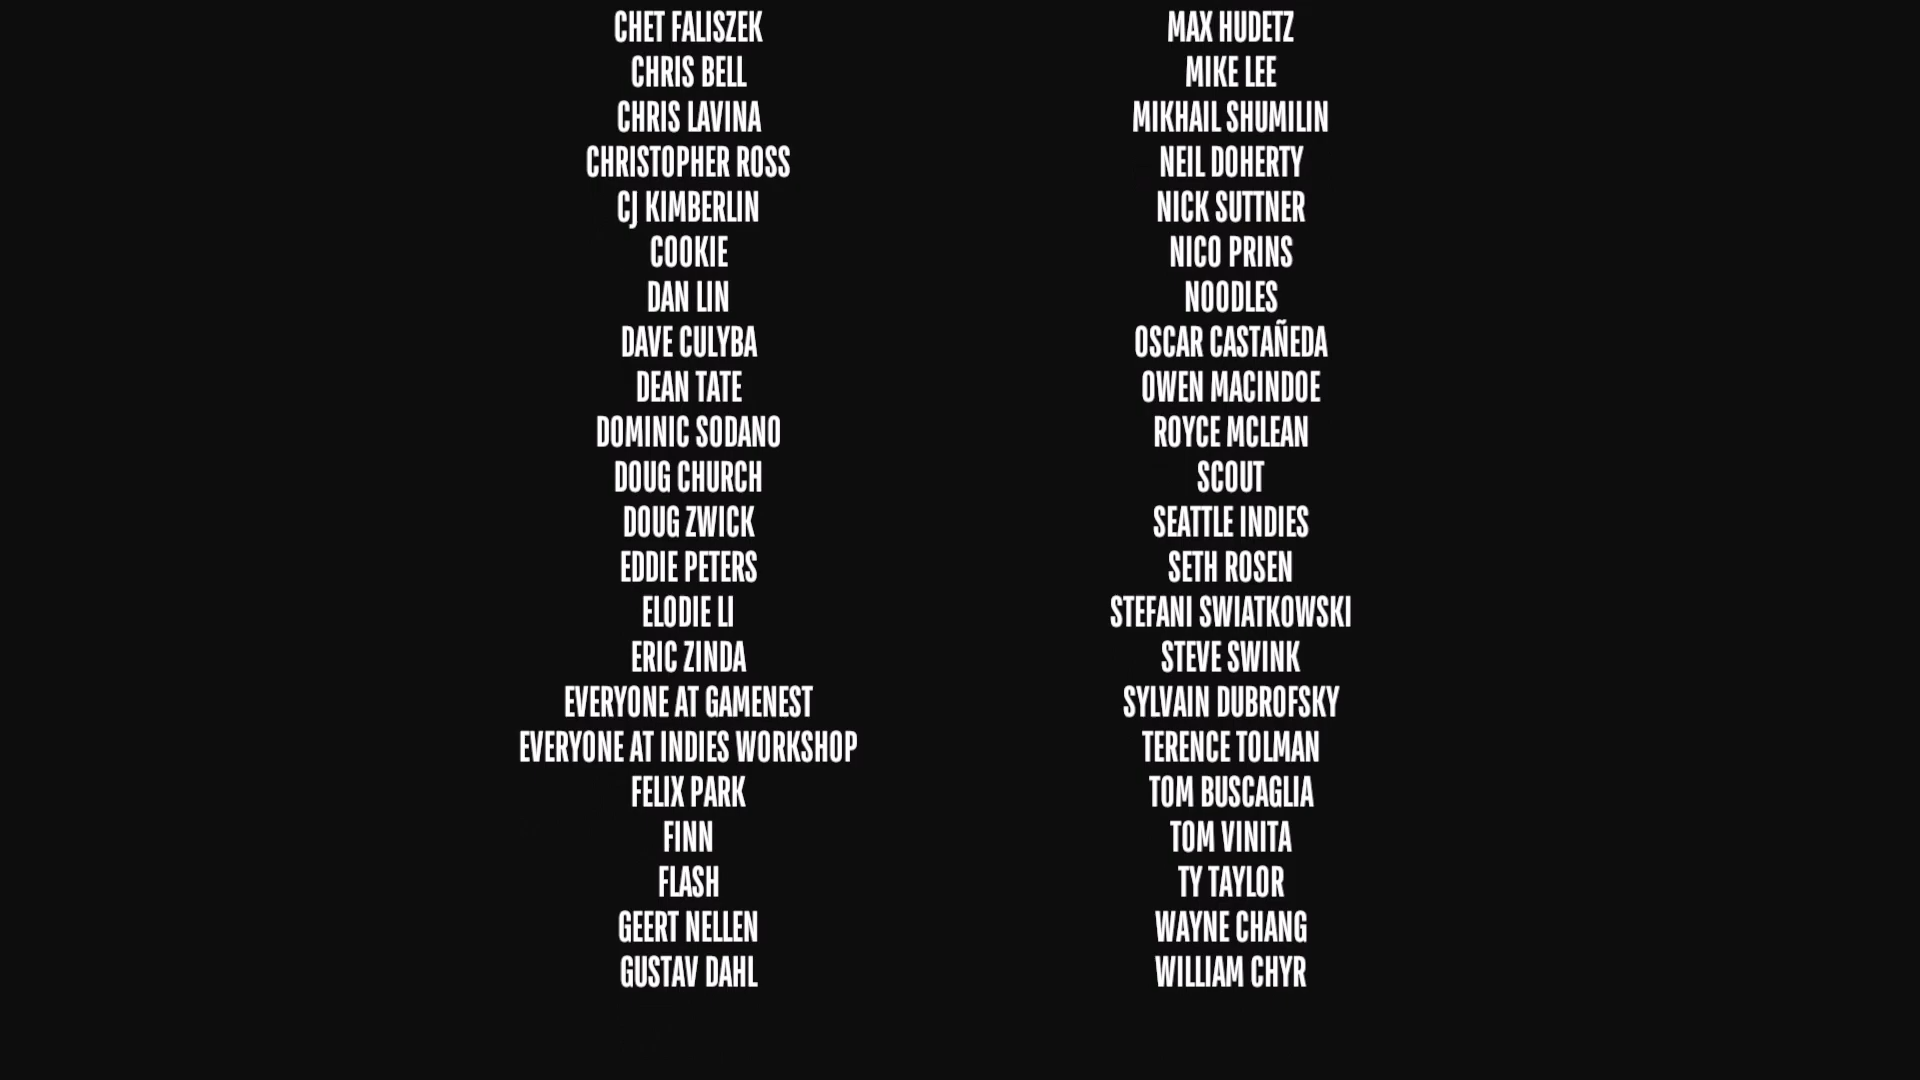 CHET FALISZEK
CHRIS BELL
CHRIS LAVINA
CHRISTOPHER ROSS
CJ KIMBERLIN
COOKIE
DAN LIN
DAVE CULYBA
DEAN TATE
DOMINIC SODANO
DOUG CHURCH
DOUG ZWICK
EDDIE PETERS
ELODIE LI
ERIC ZINDA
EVERYONE AT GAMENEST
EVERYONE AT INDIES WORKSHOP
FELIX PARK
FINN
FLASH
GEERT NELLEN
GUSTAV DAHL
MAX HUDETZ
MIKE LEE
MIKHAIL SHUMILIN
NEIL DOHERTY
NICK SUTTNER
NICO PRINS
NOODLES
OSCAR CASTAÑEDA
OWEN MACINDOE
ROYCE MCLEAN
SCOUT
SEATTLE INDIES
SETH ROSEN
STEFANI SWIATKOWSKI
STEVE SWINK
SYLVAIN DUBROFSKY
TERENCE TOLMAN
TOM BUSCAGLIA
TOM VINITA
TY TAYLOR
WAYNE CHANG
WILLIAM CHYR